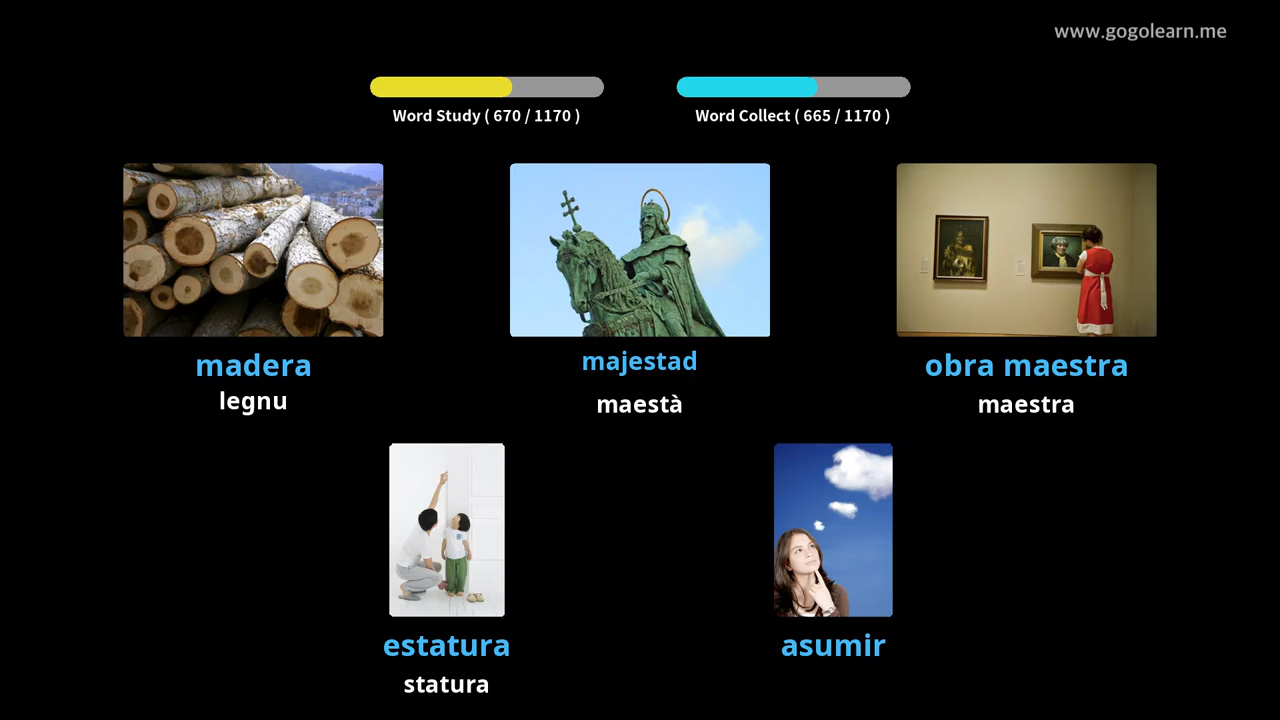 www.gogolearn.me
Word Study ( 670 / 1170 )
Word Collect ( 665 / 1170 )
madera
legnu
majestad
maestà
obra maestra
maestra
estatura
statura
asumir